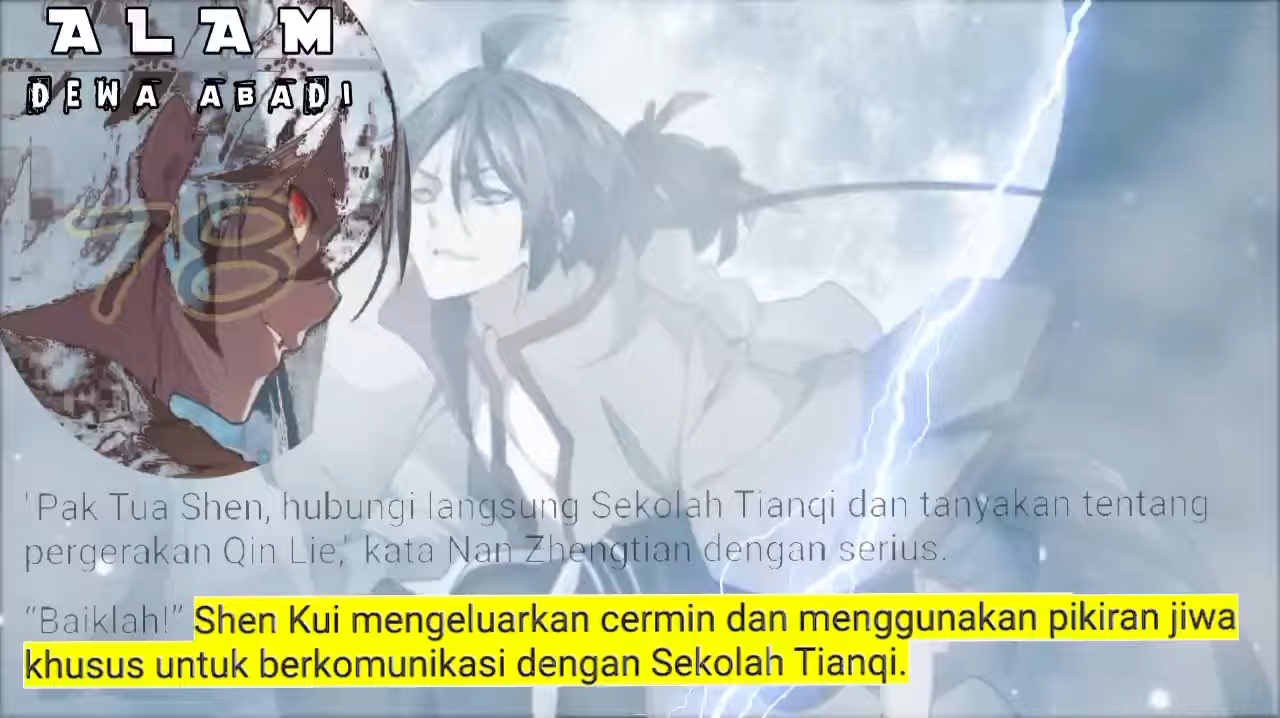 ALAM
DEWA ABADI
78
'Pak Tua Shen, hubungi langsung Sekolah Tianqi dan tanyakan tentang
pergerakan Qin Lie,' kata Nan Zhengtian dengan serius.
“Baiklah!” Shen Kui mengeluarkan cermin dan menggunakan pikiran jiwa
khusus untuk berkomunikasi dengan Sekolah Tianqi.